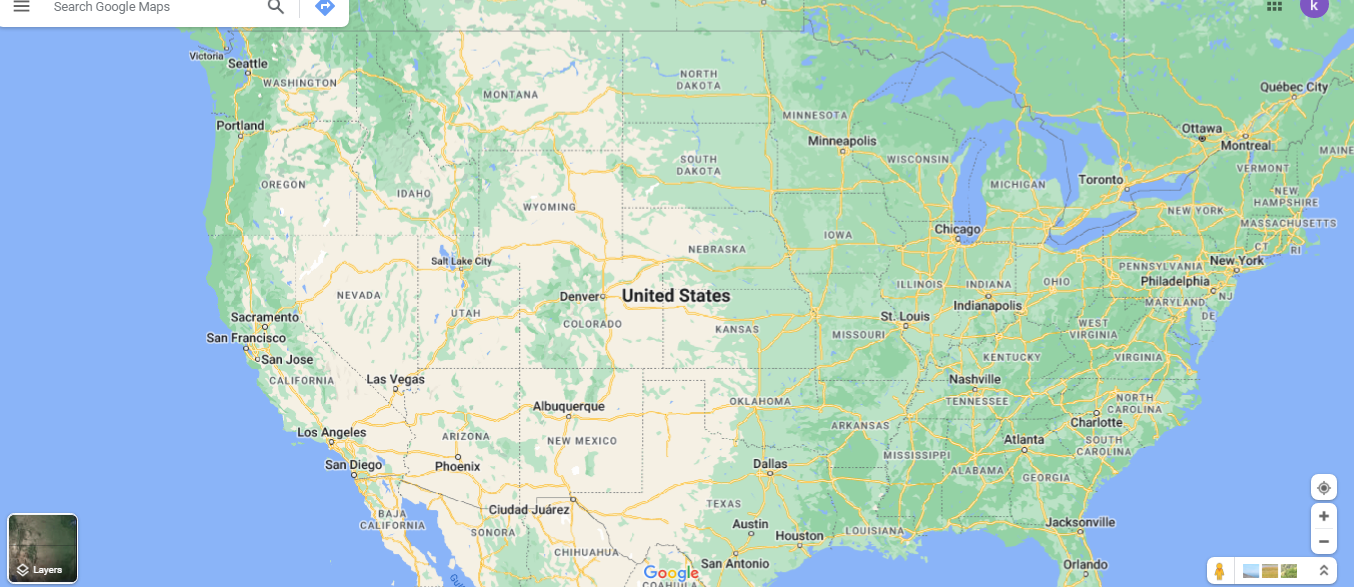 Search Google Maps
k
Québec City
Victoria
Seattle
WASHINGTON
NORTH
DAKOTA
MONTANA
MINNESOTA
Portland
Minneapolis
Ottawa
Montreal
MAINE
WISCONSIN
SOUTH
DAKOTA
VERMONT
OREGON
IDAHO
MICHIGAN
Toronto
NEW
HAMPSHIRE
WYOMING
NEW YORK
MASSACHUSETTS
IOWA
Chicago
NEBRASKA
CT
RI
Salt Lake City
PENNSYLVANIA
New York
NEVADA
Denver
United States
ILLINOIS
INDIANA
OHIO
Philadelphia
NJ
Indianapolis
MARYLAND
UTAH
Sacramento
COLORADO
KANSAS
St. Louis
DE
San Francisco
MISSOURI
WEST
VIRGINIA
San Jose
KENTUCKY
VIRGINIA
CALIFORNIA
Las Vegas
Nashville
Albuquerque
OKLAHOMA
TENNESSEE
NORTH
CAROLINA
Charlotte
Los Angeles
ARIZONA
NEW MEXICO
ARKANSAS
Atlanta
SOUTH
CAROLINA
San Diego
Phoenix
Dallas
MISSISSIPPI
ALABAMA
GEORGIA
Ciudad Juárez
TEXAS
BAJA
CALIFORNIA
SONORA
Austin
Houston
LOUISIANA
Jacksonville
CHIHUAHUA
San Antonio
Orlando
Google
COAHUILA
Gulf
Layers